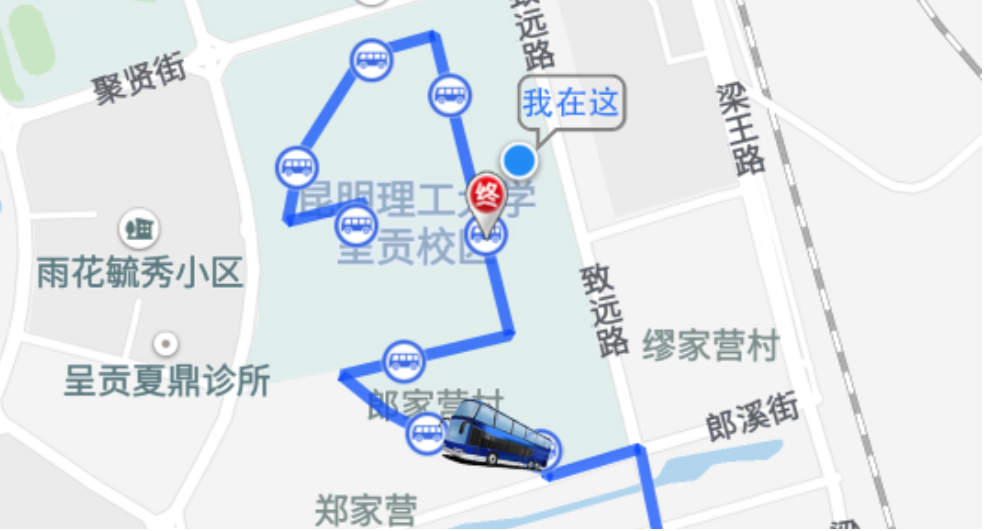 致远路
聚贤街
我在这
梁王路
终
昆明理工大学
呈贡校区
雨花毓秀小区
致远路
缪家营村
呈贡夏鼎诊所
郎家营村
郎溪街
郑家营
梁